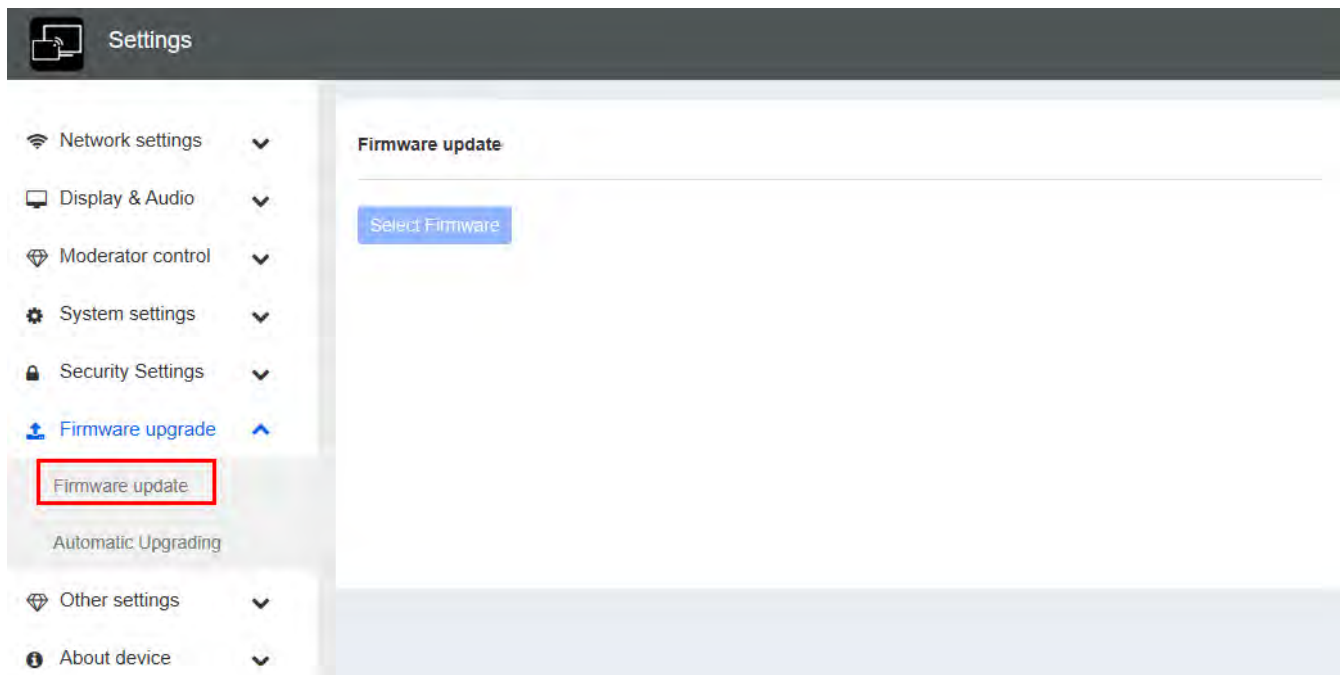 Settings
Network settings
Display & Audio
Moderator control
System settings
Security Settings
Firmware upgrade
Firmware update
Automatic Upgrading
Other settings
About device
Firmware update
Select Firmware